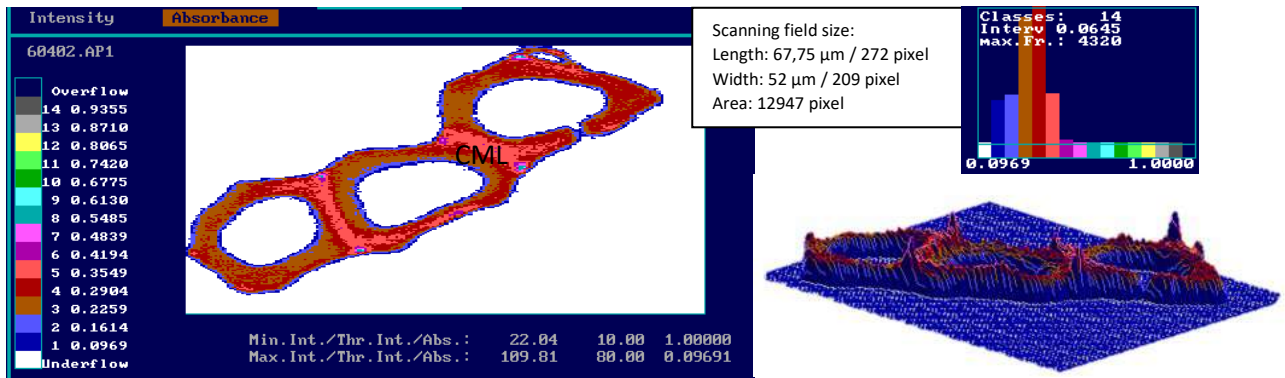 Intensity Absorbance
60402.AP1
Overflow
14 0.9355
13 0.8710
12 0.8065
11 0.7420
10 0.6775
9 0.6130
8 0.5485
7 0.4839
6 0.4194
5 0.3549
4 0.2904
3 0.2259
2 0.1614
1 0.0969
Underflow
CML
Min.Int./Thr.Int./Abs.: 22.04 10.00 1.00000
Max.Int./Thr.Int./Abs.: 109.81 80.00 0.09691
Scanning field size:
Length: 67,75 µm / 272 pixel
Width: 52 µm / 209 pixel
Area: 12947 pixel
Classes: 14
Interv 0.0645
max.Fr.: 4320
0.0969 1.0000